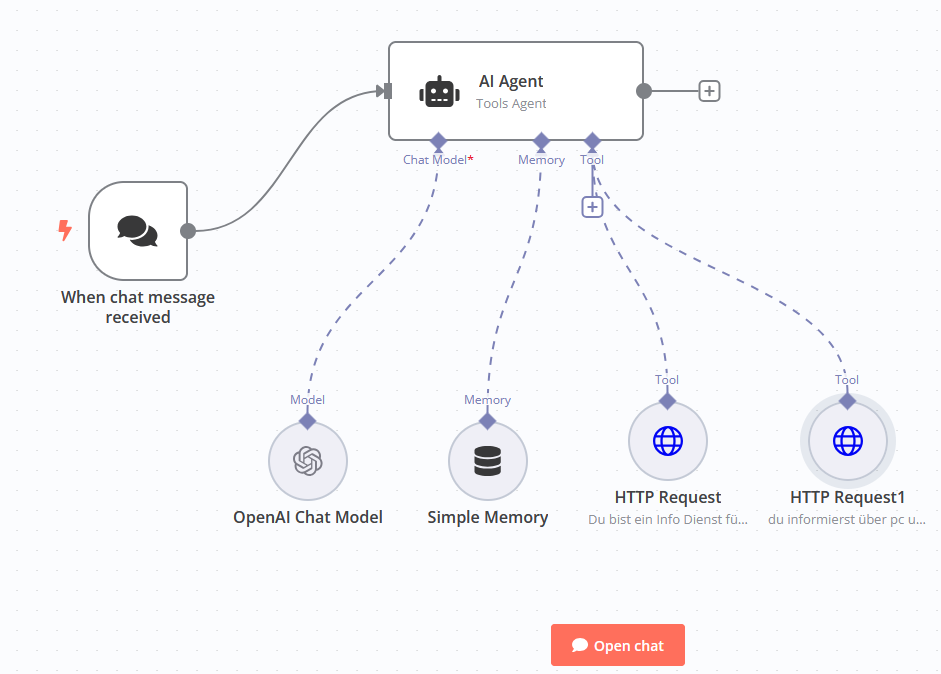 AI Agent
Tools Agent
Chat Model*
Memory
Tool
When chat message
received
Model
Memory
Tool
Tool
OpenAI Chat Model
Simple Memory
HTTP Request
Du bist ein Info Dienst fü...
HTTP Request1
du informierst über pc u...
Open chat